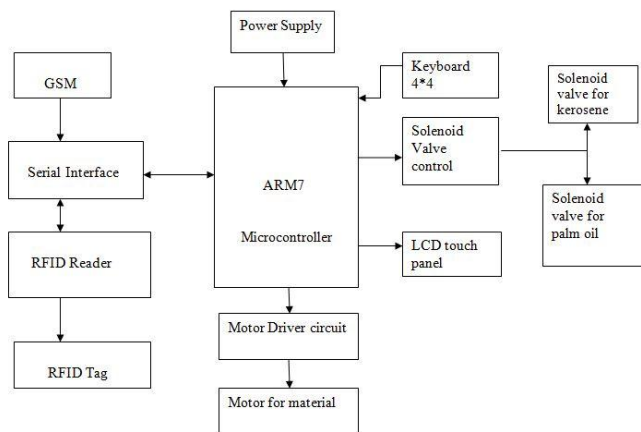 Power Supply
GSM
Keyboard
4*4
Solenoid
valve for
kerosene
Serial Interface
ARM7
Microcontroller
Solenoid
Valve
control
Solenoid
valve for
palm oil
RFID Reader
LCD touch
panel
Motor Driver circuit
RFID Tag
Motor for material